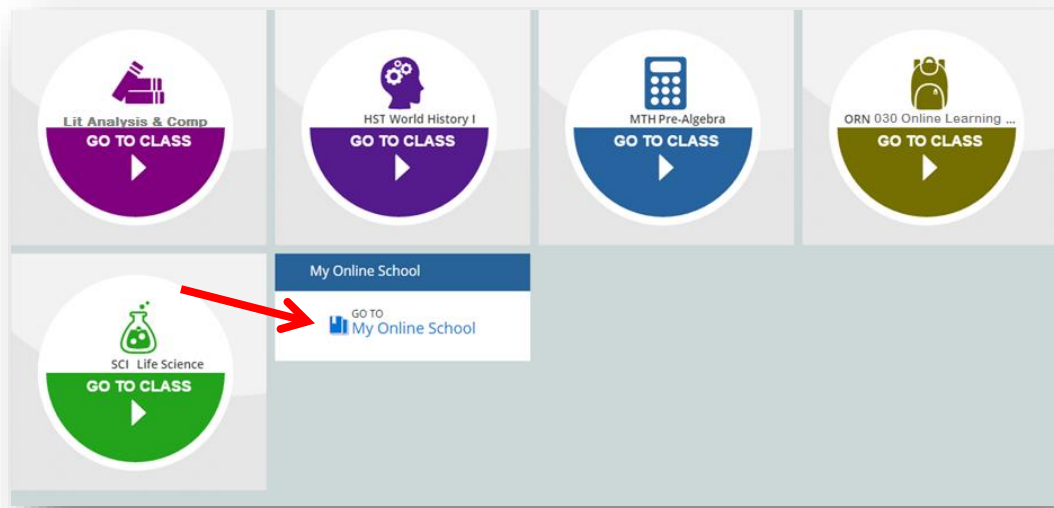 Lit Analysis & Comp
GO TO CLASS
HST World History I
GO TO CLASS
MTH Pre-Algebra
GO TO CLASS
ORN 030 Online Learning ...
GO TO CLASS
SCI Life Science
GO TO CLASS
My Online School
GO TO
My Online School